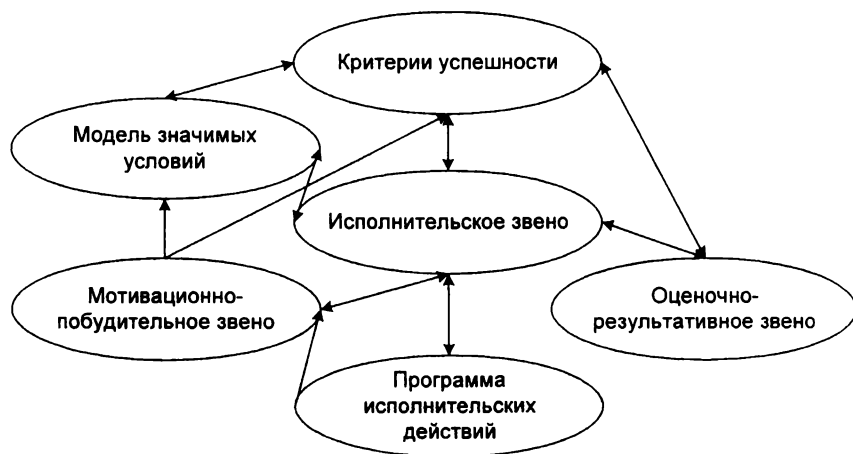 Критерии успешности
Модель значимых
условий
Исполнительское звено
Мотивационно-
побудительное звено
Оценочно-
результативное звено
Программа
исполнительских
действий